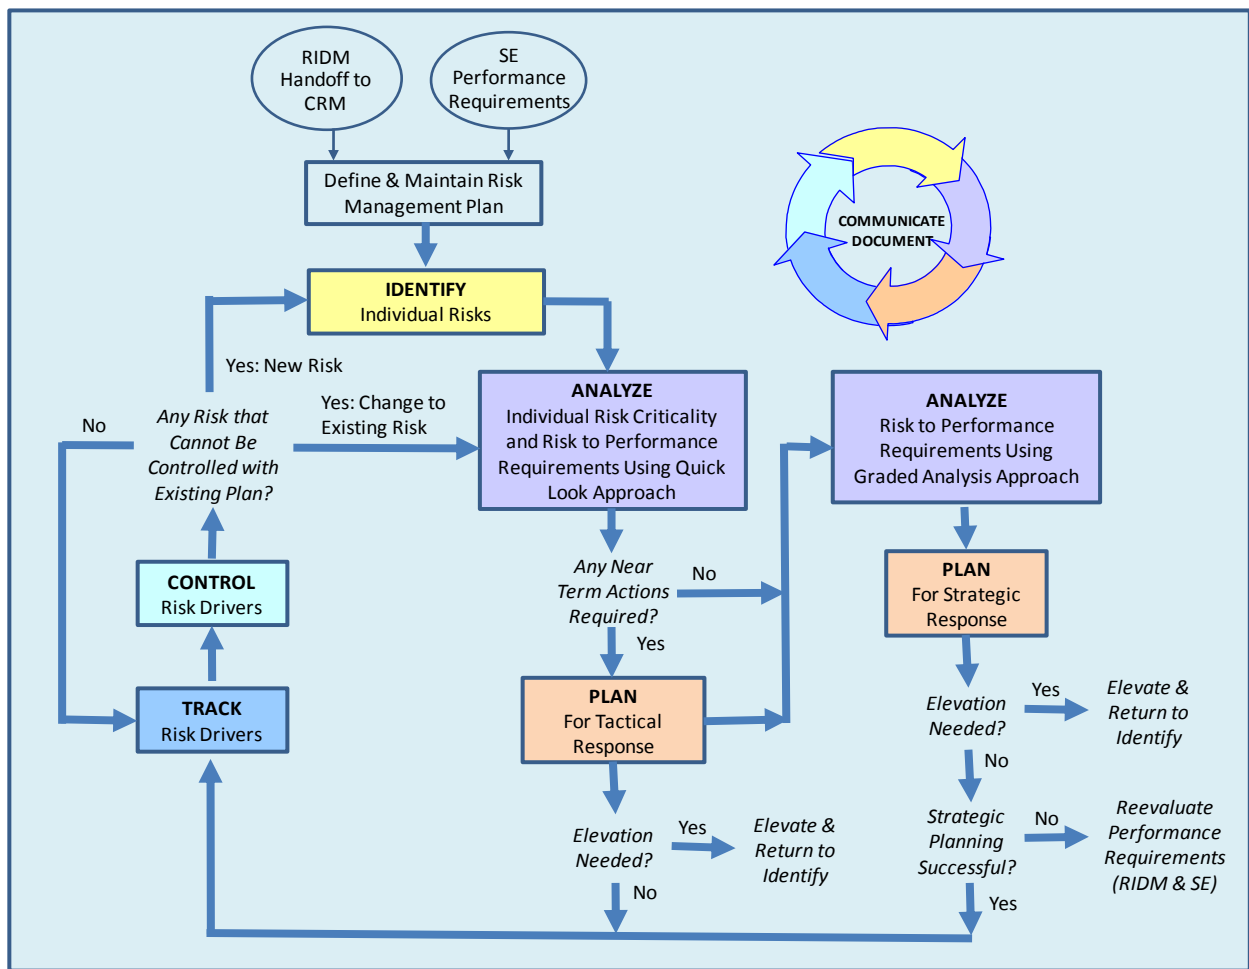 RIDM
Handoff to
CRM
SE
Performance
Requirements
Define & Maintain Risk
Management Plan
COMMUNICATE
DOCUMENT
IDENTIFY
Individual Risks
Yes: New Risk
No
Any Risk that
Cannot Be
Controlled with
Existing Plan?
Yes: Change to
Existing Risk
ANALYZE
Individual Risk Criticality
and Risk to Performance
Requirements Using Quick
Look Approach
ANALYZE
Risk to Performance
Requirements Using
Graded Analysis Approach
CONTROL
Risk Drivers
Any Near
Term Actions
Required?
No
Yes
PLAN
For Strategic
Response
TRACK
Risk Drivers
PLAN
For Tactical
Response
Elevation
Needed?
Yes
Elevate &
Return to
Identify
No
Elevation
Needed?
Yes
Elevate &
Return to
Identify
No
Strategic
Planning
Successful?
No
Reevaluate
Performance
Requirements
(RIDM & SE)
Yes